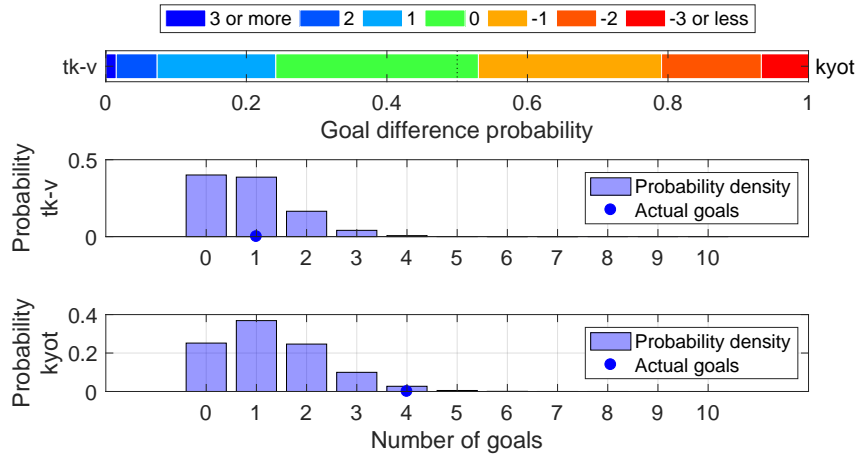 3 or more 2 1 0 -1 -2 -3 or less
tk-v kyot
0 0.2 0.4 0.6 0.8 1
Goal difference probability
Probability
tk-v
0.5
0
Probability density
Actual goals
0 1 2 3 4 5 6 7 8 9 10
Probability
kyot
0.4
0.2
0
Probability density
Actual goals
0 1 2 3 4 5 6 7 8 9 10
Number of goals